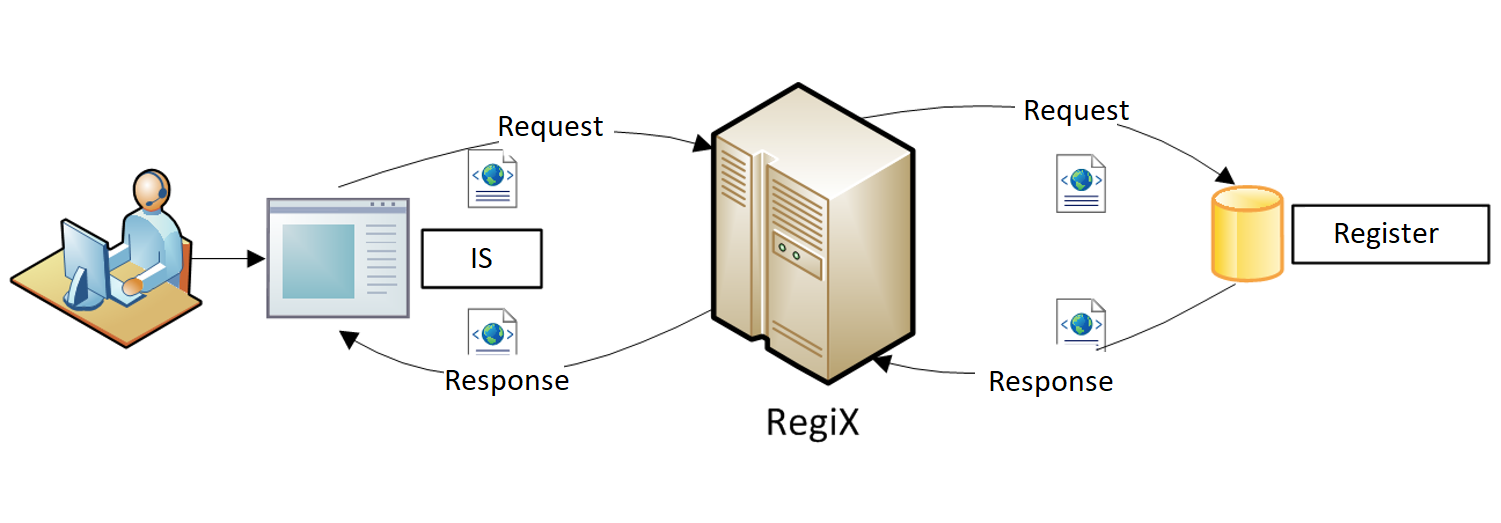 Request
Request
IS
Register
Response
Response
RegiX